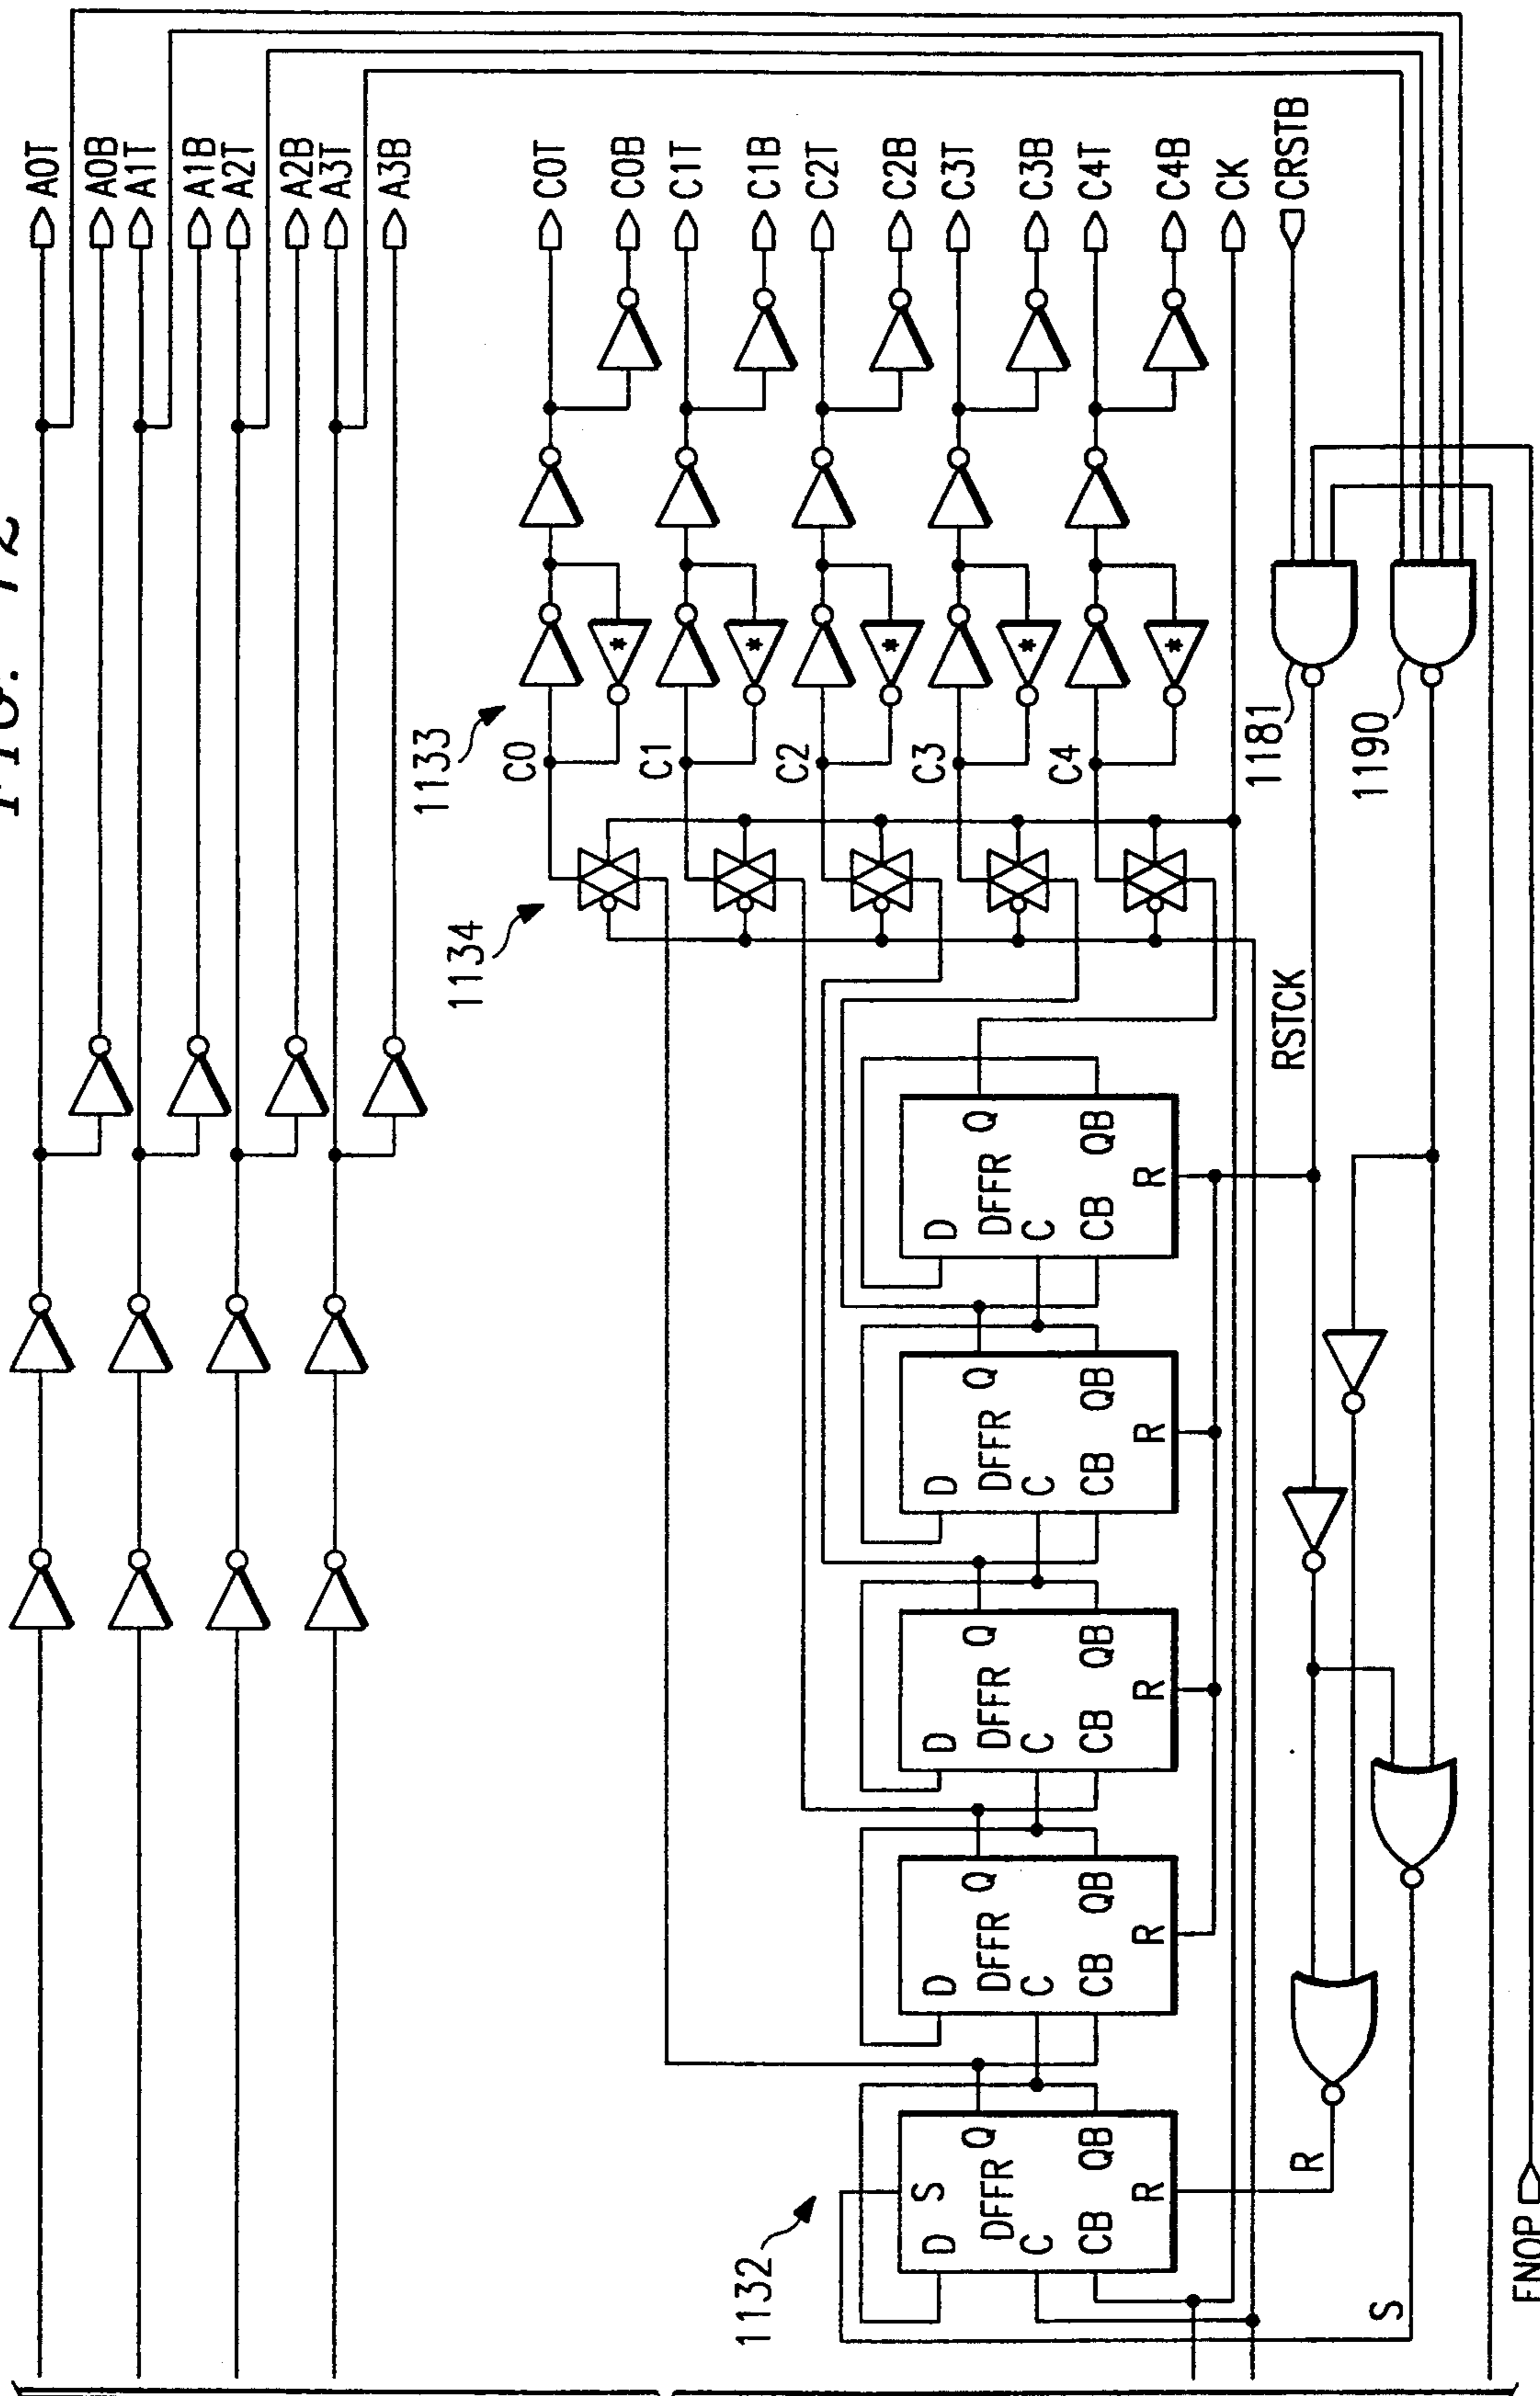 FIG. 12
A0T
A0B
A1T
A1B
A2T
A2B
A3T
A3B
1133
1134
C0
C1
C2
C3
C4
C0T
C0B
C1T
C1B
C2T
C2B
C3T
C3B
C4T
C4B
CK
CRSTB
*
*
*
*
*
1132
D S Q
DFFR
C
CB QB
R
D Q
DFFR
C
CB QB
R
D Q
DFFR
C
CB QB
R
D Q
DFFR
C
CB QB
R
D Q
DFFR
C
CB QB
R
RSTCK
1181
1190
R
S
FNOP